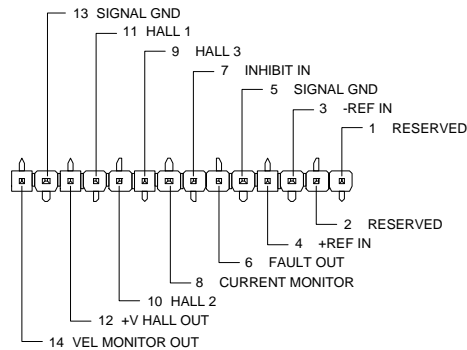 13 SIGNAL GND
11 HALL 1
9 HALL 3
7 INHIBIT IN
5 SIGNAL GND
3 -REF IN
1 RESERVED
2 RESERVED
4 +REF IN
6 FAULT OUT
8 CURRENT MONITOR
10 HALL 2
12 +V HALL OUT
14 VEL MONITOR OUT